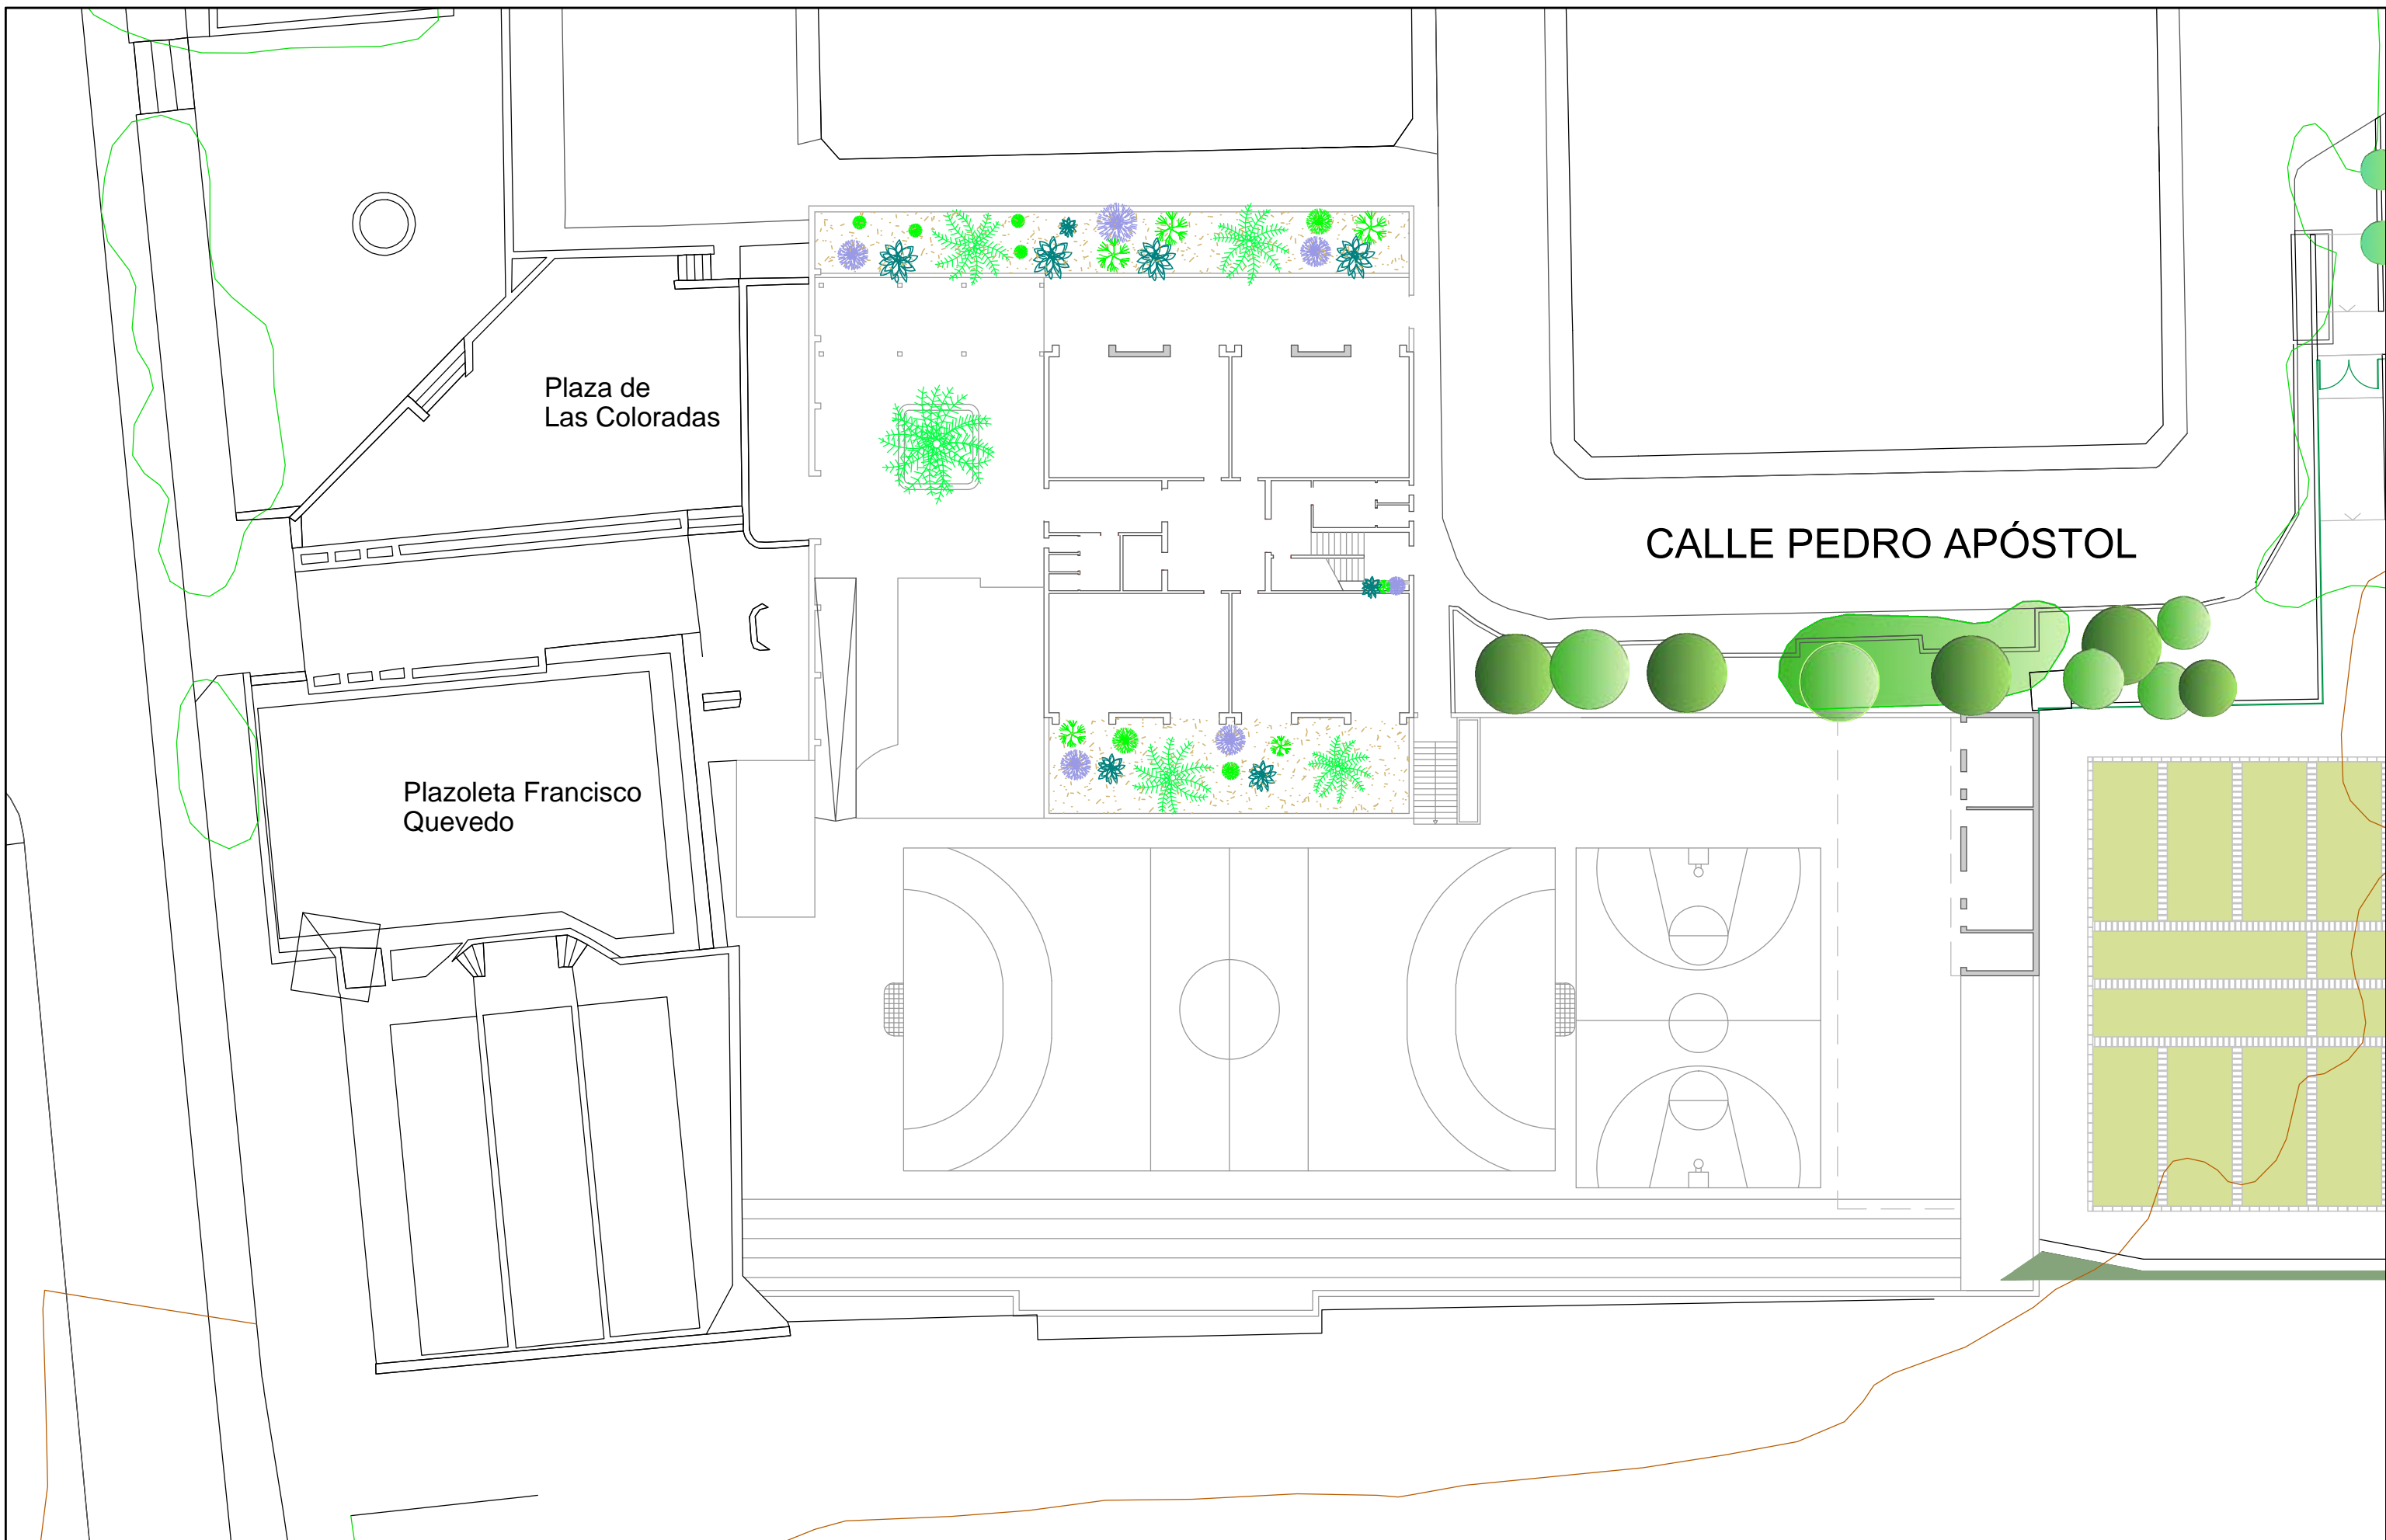 Plaza de
Las Coloradas
CALLE PEDRO APÓSTOL
Plazoleta Francisco
Quevedo